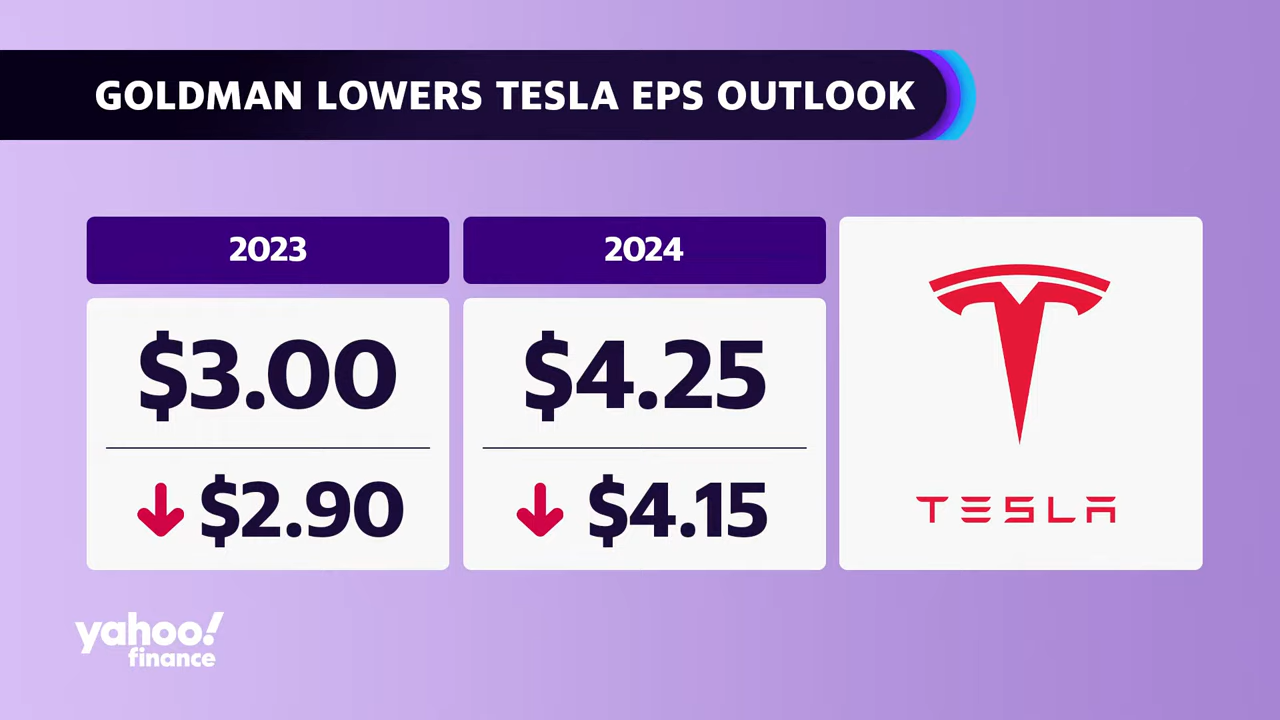 GOLDMAN LOWERS TESLA EPS OUTLOOK
2023
$3.00
$2.90
2024
$4.25
$4.15
TESLA
yahoo!
finance